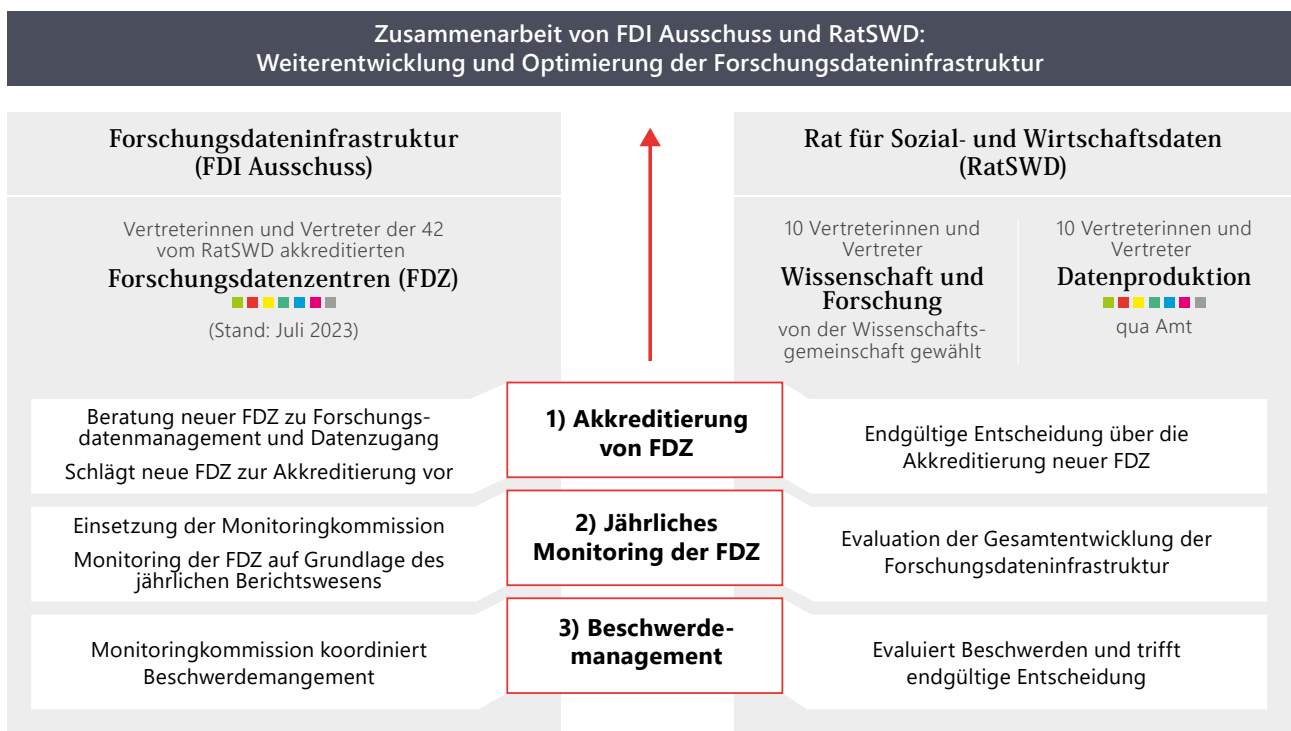 Zusammenarbeit von FDI Ausschuss und RatSWD:
Weiterentwicklung und Optimierung der Forschungsdateninfrastruktur
Forschungsdateninfrastruktur
(FDI Ausschuss)
Vertreterinnen und Vertreter der 42
vom RatSWD akkreditierten
Forschungsdatenzentren (FDZ)
(Stand: Juli 2023)
Rat für Sozial- und Wirtschaftsdaten
(RatSWD)
10 Vertreterinnen und
Vertreter
Wissenschaft und
Forschung
von der Wissenschafts-
gemeinschaft gewählt
10 Vertreterinnen und
Vertreter
Datenproduktion
qua Amt
Beratung neuer FDZ zu Forschungs-
datenmanagement und Datenzugang
Schlägt neue FDZ zur Akkreditierung vor
1) Akkreditierung
von FDZ
Endgültige Entscheidung über die
Akkreditierung neuer FDZ
Einsetzung der Monitoringkommission
Monitoring der FDZ auf Grundlage des
jährlichen Berichtswesens
2) Jährliches
Monitoring der FDZ
Evaluation der Gesamtentwicklung der
Forschungsdateninfrastruktur
Monitoringkommission koordiniert
Beschwerdemangement
3) Beschwerde-
management
Evaluiert Beschwerden und trifft
endgültige Entscheidung